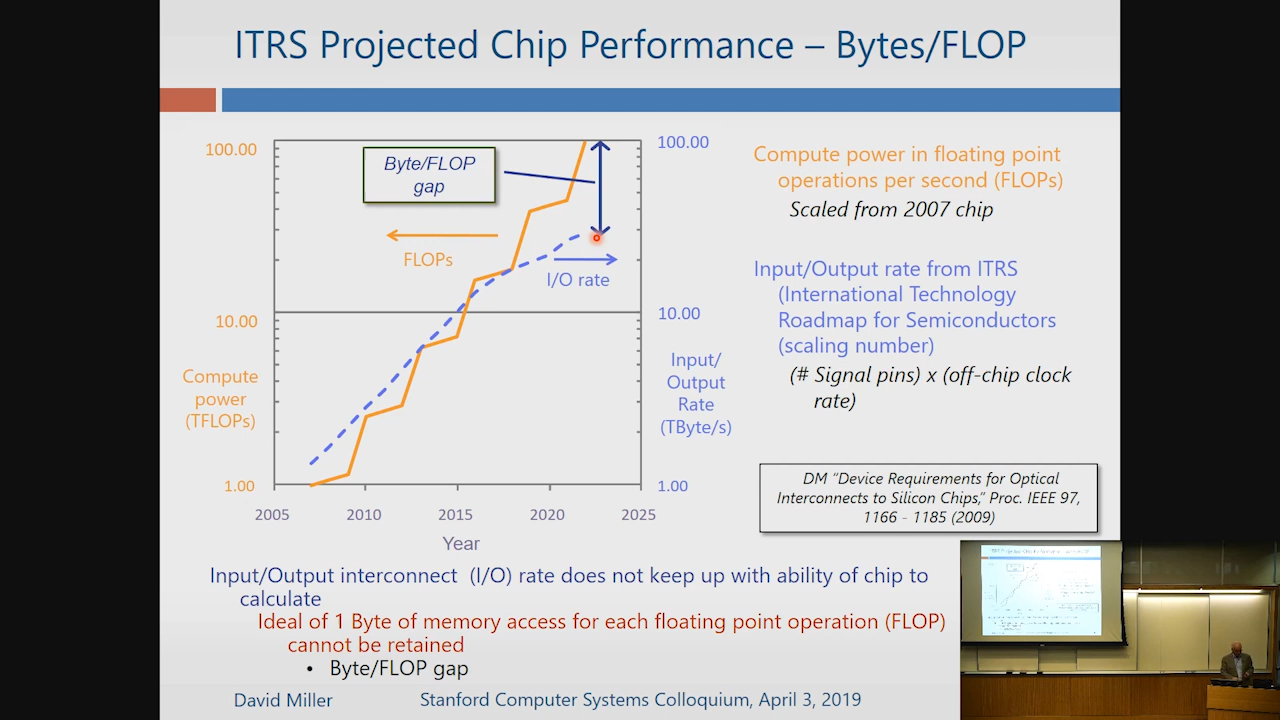 ITRS Projected Chip Performance – Bytes/FLOP
100.00
10.00
1.00
Compute
power
(TFLOPs)
Byte/FLOP
gap
FLOPs
I/O rate
100.00
10.00
1.00
Input/
Output
Rate
(TByte/s)
2005 2010 2015 2020 2025
Year
Compute power in floating point
operations per second (FLOPs)
Scaled from 2007 chip
Input/Output rate from ITRS
(International Technology
Roadmap for Semiconductors
(scaling number)
(# Signal pins) x (off-chip clock
rate)
DM “Device Requirements for Optical
Interconnects to Silicon Chips,” Proc. IEEE 97,
1166 - 1185 (2009)
Input/Output interconnect (I/O) rate does not keep up with ability of chip to
calculate
Ideal of 1 Byte of memory access for each floating point operation (FLOP)
cannot be retained
• Byte/FLOP gap
David Miller Stanford Computer Systems Colloquium, April 3, 2019